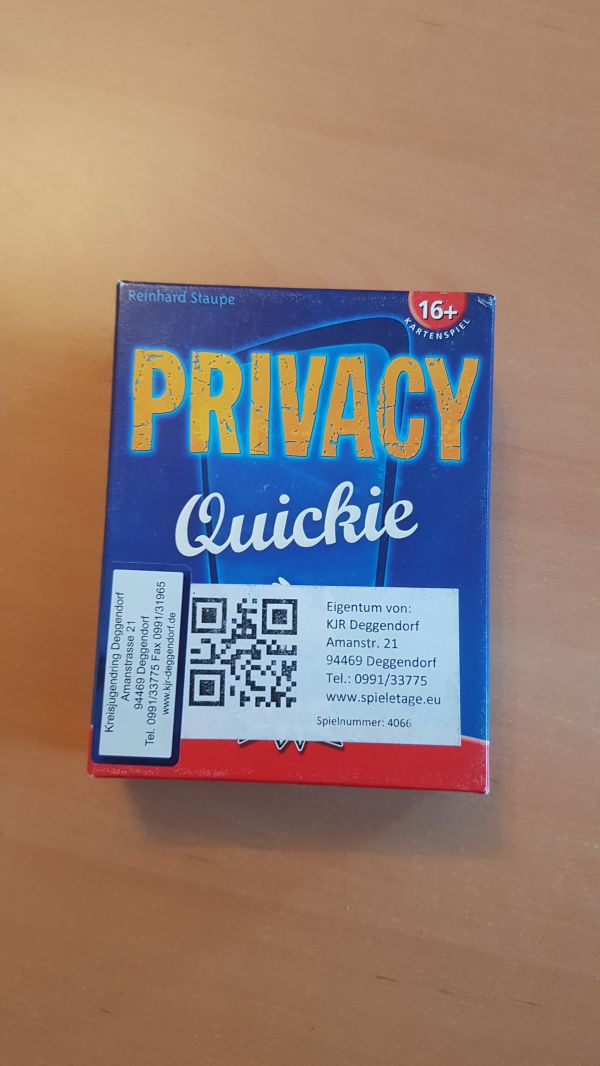 Reinhard Staupe
16+
KARTENSPIEL
PRIVACY
Quickie
Kreisjugendring Deggendorf
Amanstrasse 21
94469 Deggendorf
Tel. 0991/33775 Fax 0991/31965
www.kjr-deggendorf.de
Eigentum von:
KJR Deggendorf
Amanstr. 21
94469 Deggendorf
Tel.: 0991/33775
www.spieletage.eu
Spielnummer: 4066